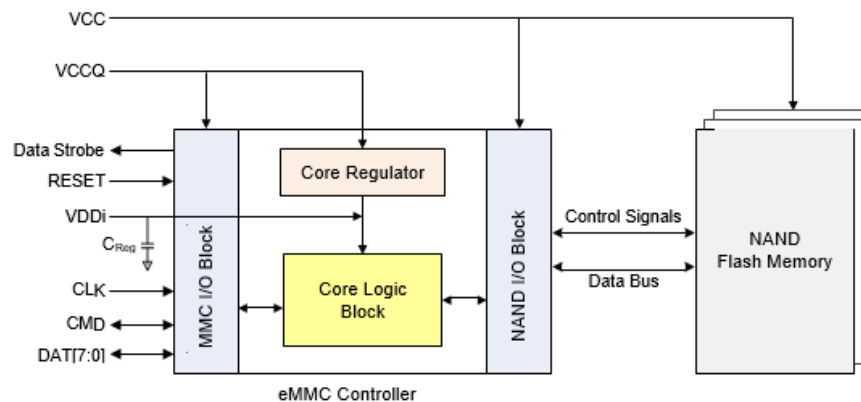 VCC
VCCQ
Data Strobe
RESET
VDDi
CReg
CLK
CMD
DAT[7:0]
MMC I/O Block
Core Regulator
Core Logic
Block
NAND I/O Block
Control Signals
Data Bus
NAND
Flash Memory
eMMC Controller